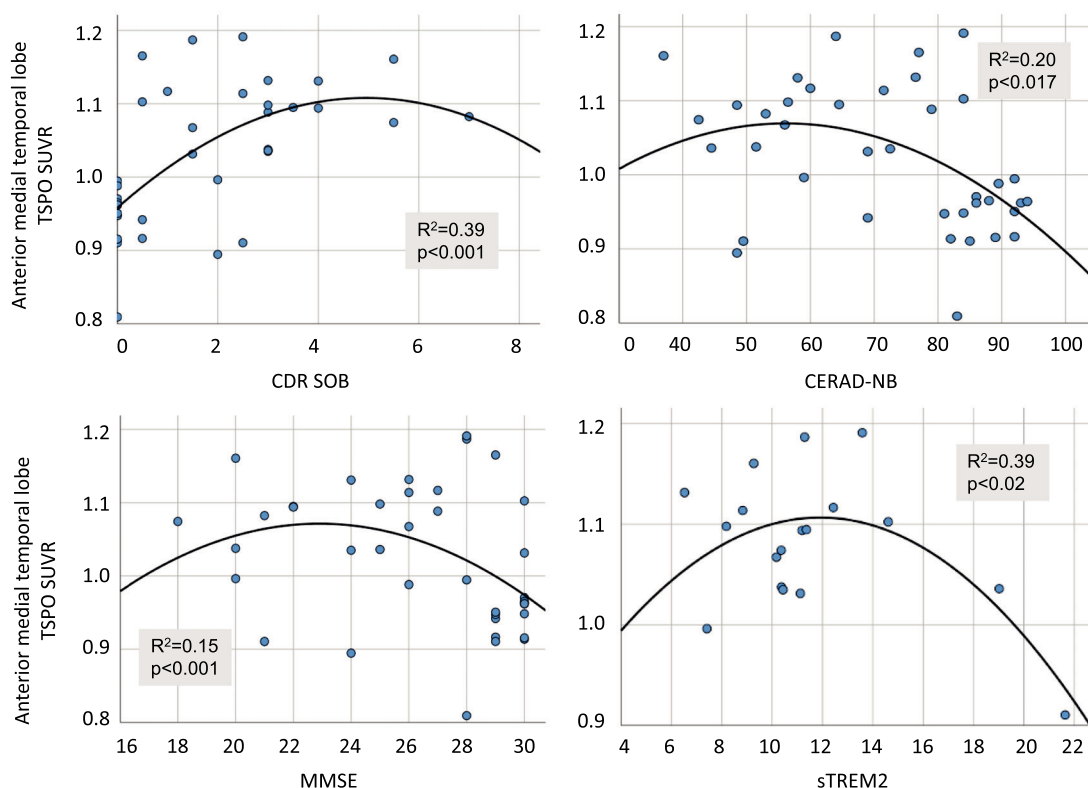 Anterior medial temporal lobe
TSPO SUVR
1.2
1.1
1.0
0.9
0.8
0 2 4 6 8
CDR SOB
R²=0.39
p<0.001
1.2
1.1
1.0
0.9
0.8
0 40 50 60 70 80 90 100
CERAD-NB
R²=0.20
p<0.017
Anterior medial temporal lobe
TSPO SUVR
1.2
1.1
1.0
0.9
0.8
16 18 20 22 24 26 28 30
MMSE
R²=0.15
p<0.001
1.2
1.1
1.0
0.9
4 6 8 10 12 14 16 18 20 22
sTREM2
R²=0.39
p<0.02